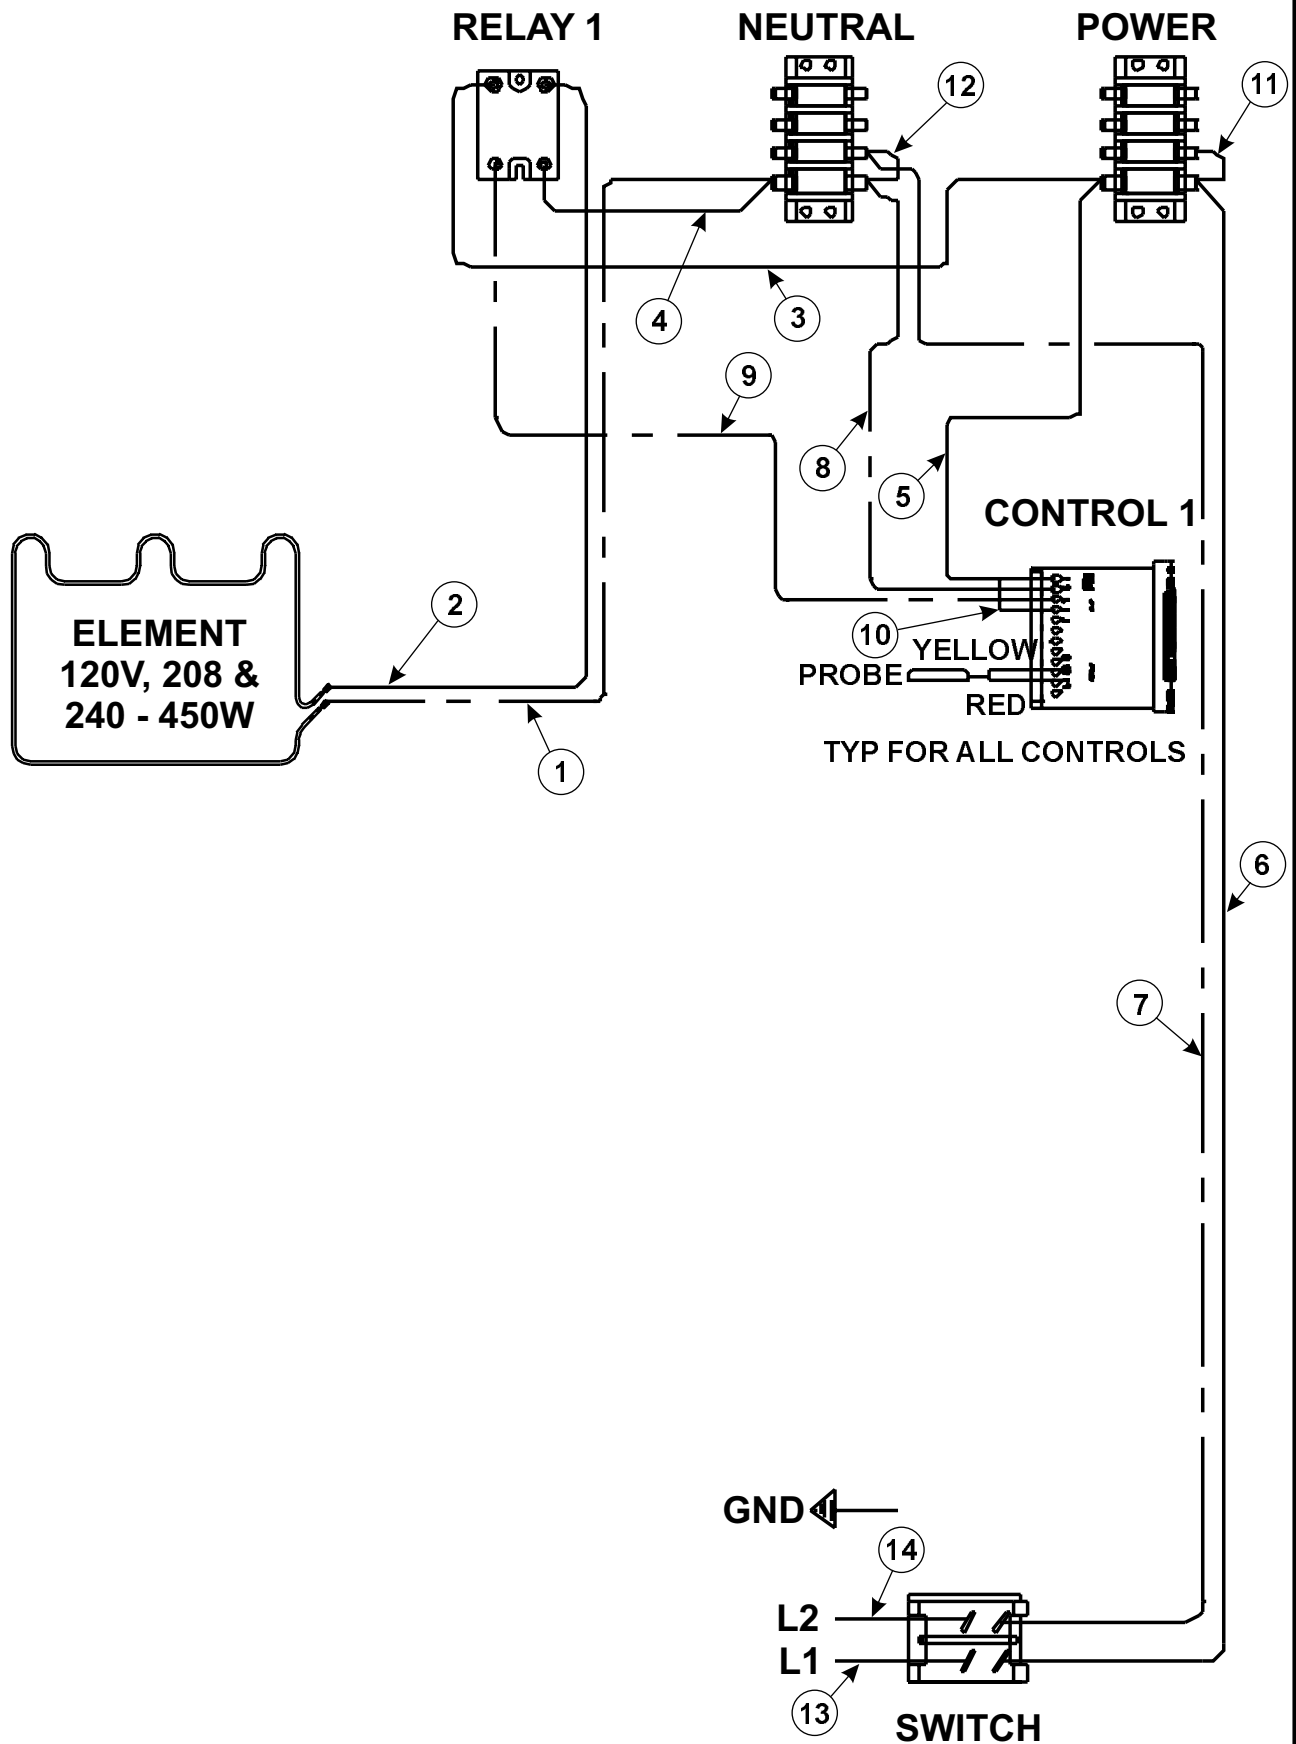 RELAY 1
NEUTRAL
POWER
12
11
4
3
9
8
5
CONTROL 1
2
10
YELLOW
PROBE
RED
ELEMENT
120V, 208 &
240 - 450W
TYP FOR ALL CONTROLS
1
6
7
GND
14
L2
L1
13
SWITCH